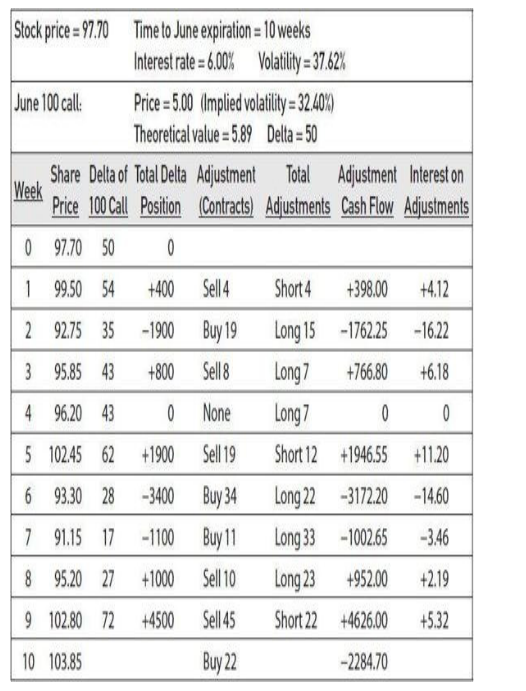 Stock price = 97.70 Time to June expiration = 10 weeks
Interest rate = 6.00% Volatility = 37.62%
June 100 call: Price = 5.00 (Implied volatility = 32.40%)
Theoretical value = 5.89 Delta = 50
Share Delta of Total Delta Adjustment Total Adjustment Interest on
Week Price 100 Call Position (Contracts) Adjustments Cash Flow Adjustments
0 97.70 50 0
1 99.50 54 +400 Sell 4 Short 4 +398.00 +4.12
2 92.75 35 −1900 Buy 19 Long 15 −1762.25 −16.22
3 95.85 43 +800 Sell 8 Long 7 +766.80 +6.18
4 96.20 43 0 None Long 7 0 0
5 102.45 62 +1900 Sell 19 Short 12 +1946.55 +11.20
6 93.30 28 −3400 Buy 34 Long 22 −3172.20 −14.60
7 91.15 17 −1100 Buy 11 Long 33 −1002.65 −3.46
8 95.20 27 +1000 Sell 10 Long 23 +952.00 +2.19
9 102.80 72 +4500 Sell 45 Short 22 +4626.00 +5.32
10 103.85 Buy 22 −2284.70